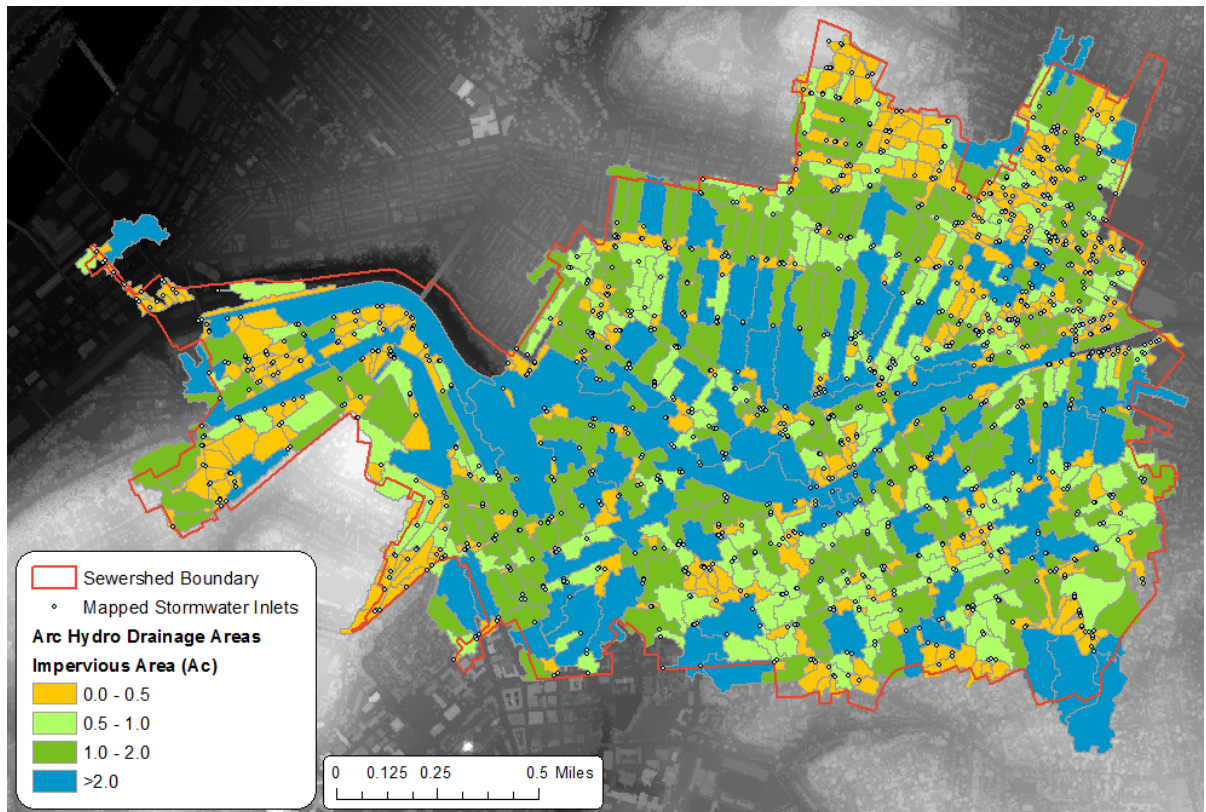 Sewershed Boundary
Mapped Stormwater Inlets
Arc Hydro Drainage Areas
Impervious Area (Ac)
0.0 - 0.5
0.5 - 1.0
1.0 - 2.0
>2.0
0 0.125 0.25 0.5 Miles